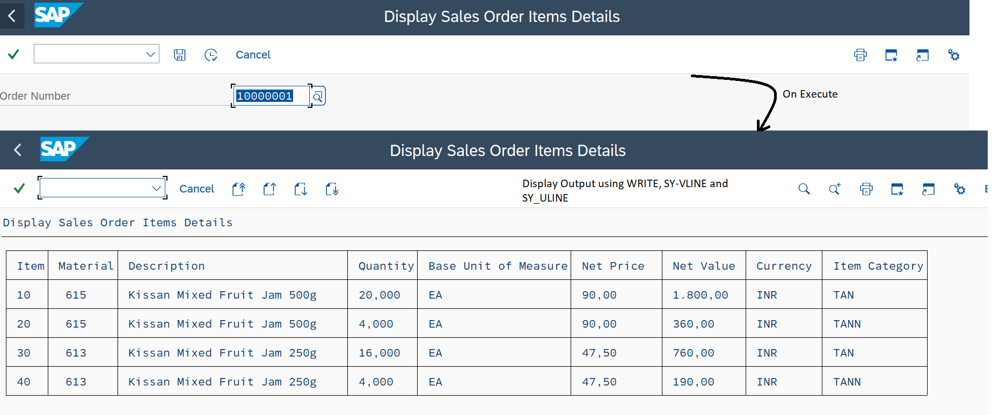 SAP
Display Sales Order Items Details
Cancel
Order Number
10000001
On Execute
SAP
Display Sales Order Items Details
Cancel
Display Output using WRITE, SY-VLINE and
SY_ULINE
Display Sales Order Items Details
Item Material Description Quantity Base Unit of Measure Net Price Net Value Currency Item Category
10 615 Kissan Mixed Fruit Jam 500g 20,000 EA 90,00 1.800,00 INR TAN
20 615 Kissan Mixed Fruit Jam 500g 4,000 EA 90,00 360,00 INR TANN
30 613 Kissan Mixed Fruit Jam 250g 16,000 EA 47,50 760,00 INR TAN
40 613 Kissan Mixed Fruit Jam 250g 4,000 EA 47,50 190,00 INR TANN